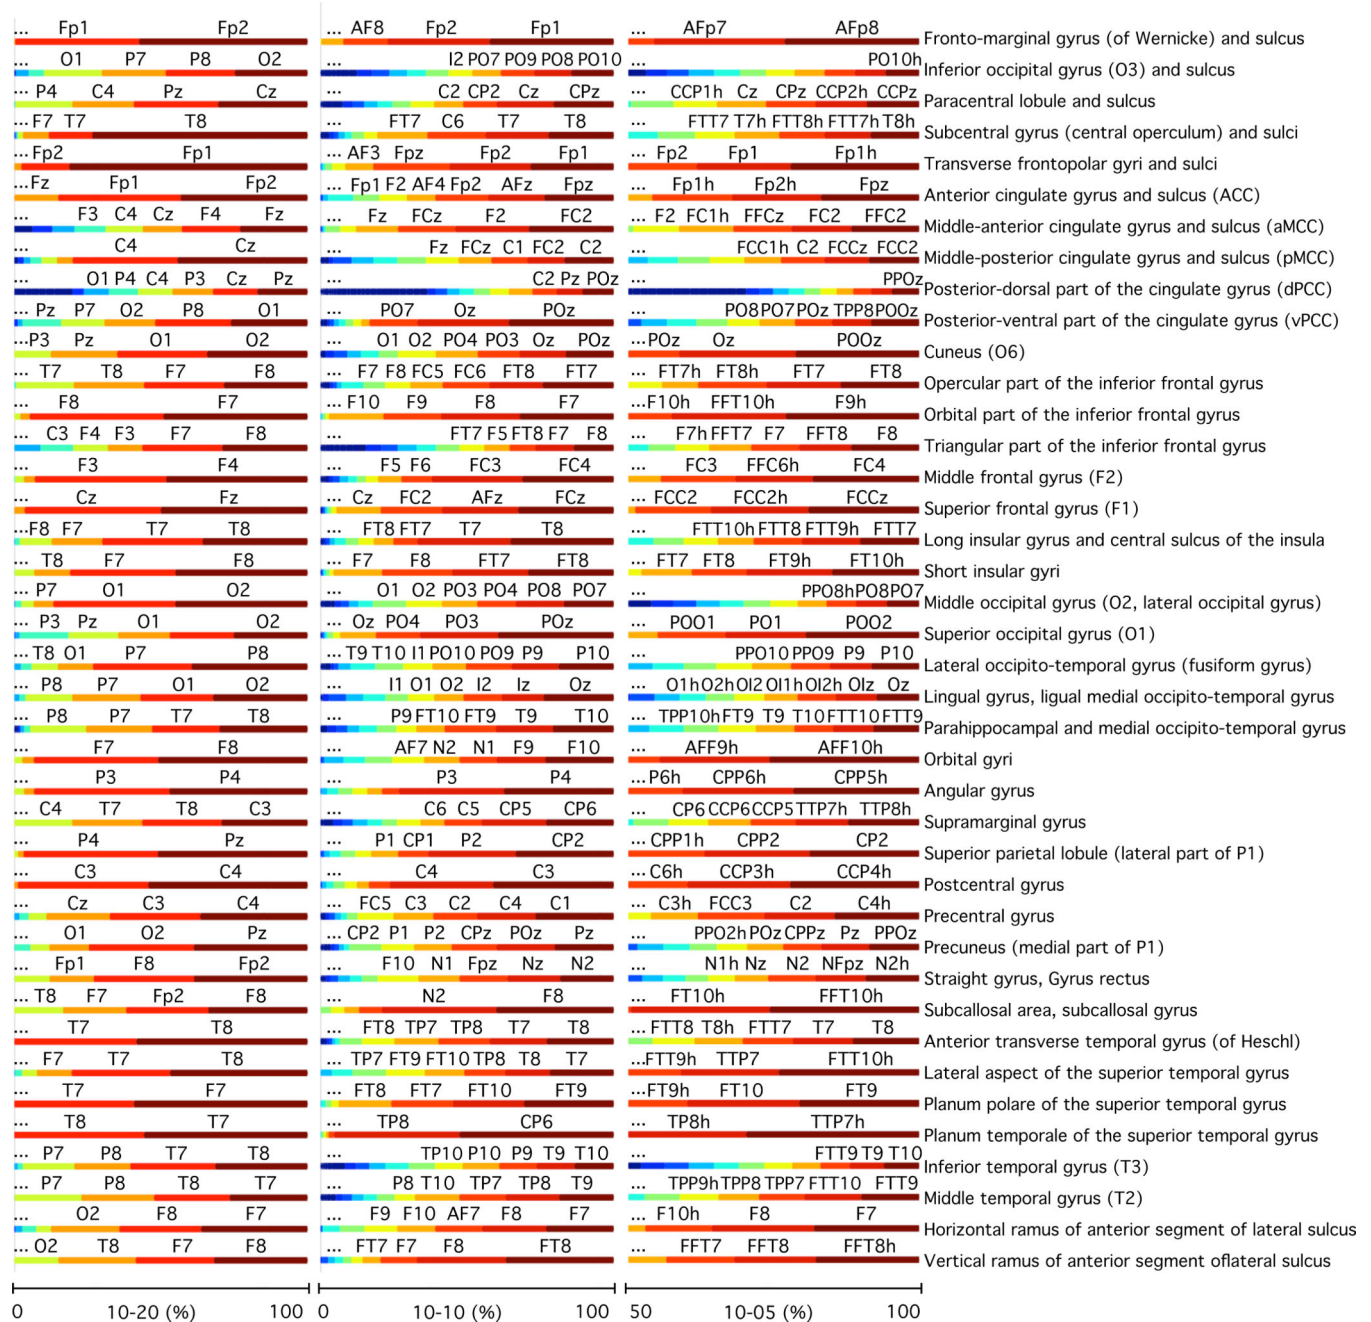 ... Fp1 Fp2 ... AF8 Fp2 Fp1 ... AFp7 AFp8 Fronto-marginal gyrus (of Wernicke) and sulcus
... O1 P7 P8 O2 ... I2 PO7 PO9 PO8 PO10 ... PO10h Inferior occipital gyrus (O3) and sulcus
... P4 C4 Pz Cz ... C2 CP2 Cz CPz ... CCP1h Cz CPz CCP2h CCPz Paracentral lobule and sulcus
... F7 T7 T8 ... FT7 C6 T7 T8 ... FTT7 T7h FTT8h FTT7h T8h Subcentral gyrus (central operculum) and sulci
... Fp2 Fp1 ... AF3 Fpz Fp2 Fp1 ... Fp2 Fp1 Fp1h Transverse frontopolar gyri and sulci
... Fz Fp1 Fp2 ... Fp1 F2 AF4 Fp2 AFz Fpz ... Fp1h Fp2h Fpz Anterior cingulate gyrus and sulcus (ACC)
... F3 C4 Cz F4 Fz ... Fz FCz F2 FC2 ... F2 FC1h FFCz FC2 FFC2 Middle-anterior cingulate gyrus and sulcus (aMCC)
... C4 Cz ... Fz FCz C1 FC2 C2 ... FCC1h C2 FCCz FCC2 Middle-posterior cingulate gyrus and sulcus (pMCC)
... O1 P4 C4 P3 Cz Pz ... C2 Pz POz ... PPOz Posterior-dorsal part of the cingulate gyrus (dPCC)
... Pz P7 O2 P8 O1 ... PO7 Oz POz ... PO8 PO7 POz TPP8 POOz Posterior-ventral part of the cingulate gyrus (vPCC)
... P3 Pz O1 O2 ... O1 O2 PO4 PO3 Oz POz ... POz Oz POOz Cuneus (O6)
... T7 T8 F7 F8 ... F7 F8 FC5 FC6 FT8 FT7 ... FT7h FT8h FT7 FT8 Opercular part of the inferior frontal gyrus
... F8 F7 ... F10 F9 F8 F7 ... F10h FFT10h F9h Orbital part of the inferior frontal gyrus
... C3 F4 F3 F7 F8 ... FT7 F5 FT8 F7 F8 ... F7h FFT7 F7 FFT8 F8 Triangular part of the inferior frontal gyrus
... F3 F4 ... F5 F6 FC3 FC4 ... FC3 FFC6h FC4 Middle frontal gyrus (F2)
... Cz Fz ... Cz FC2 AFz FCz ... FCC2 FCC2h FCCz Superior frontal gyrus (F1)
... F8 F7 T7 T8 ... FT8 FT7 T7 T8 ... FTT10h FTT8 FTT9h FTT7 Long insular gyrus and central sulcus of the insula
... T8 F7 F8 ... F7 F8 FT7 FT8 ... FT7 FT8 FT9h FT10h Short insular gyri
... P7 O1 O2 ... O1 O2 PO3 PO4 PO8 PO7 ... PPO8h PO8 PO7 Middle occipital gyrus (O2, lateral occipital gyrus)
... P3 Pz O1 O2 ... Oz PO4 PO3 POz ... POO1 PO1 POO2 Superior occipital gyrus (O1)
... T8 O1 P7 P8 ... T9 T10 I1 PO10 PO9 P9 P10 ... PPO10 PPO9 P9 P10 Lateral occipito-temporal gyrus (fusiform gyrus)
... P8 P7 O1 O2 ... I1 O1 O2 I2 Iz Oz ... O1h O2h OI2 OI1h OI2h OIz Oz Lingual gyrus, ligual medial occipito-temporal gyrus
... P8 P7 T7 T8 ... P9 FT10 FT9 T9 T10 ... TPP10h FT9 T9 T10 FTT10 FTT9 Parahippocampal and medial occipito-temporal gyrus
... F7 F8 ... AF7 N2 N1 F9 F10 ... AFF9h AFF10h Orbital gyri
... P3 P4 ... P3 P4 ... P6h CPP6h CPP5h Angular gyrus
... C4 T7 T8 C3 ... C6 C5 CP5 CP6 ... CP6 CCP6 CCP5 TTP7h TTP8h Supramarginal gyrus
... P4 Pz ... P1 CP1 P2 CP2 ... CPP1h CPP2 CP2 Superior parietal lobule (lateral part of P1)
... C3 C4 ... C4 C3 ... C6h CCP3h CCP4h Postcentral gyrus
... Cz C3 C4 ... FC5 C3 C2 C4 C1 ... C3h FCC3 C2 C4h Precentral gyrus
... O1 O2 Pz ... CP2 P1 P2 CPz POz Pz ... PPO2h POz CPPz Pz PPOz Precuneus (medial part of P1)
... Fp1 F8 Fp2 ... F10 N1 Fpz Nz N2 ... N1h Nz N2 NFpz N2h Straight gyrus, Gyrus rectus
... T8 F7 Fp2 F8 ... N2 F8 ... FT10h FFT10h Subcallosal area, subcallosal gyrus
... T7 T8 ... FT8 TP7 TP8 T7 T8 ... FTT8 T8h FTT7 T7 T8 Anterior transverse temporal gyrus (of Heschl)
... F7 T7 T8 ... TP7 FT9 FT10 TP8 T8 T7 ... FTT9h TTP7 FTT10h Lateral aspect of the superior temporal gyrus
... T7 F7 ... FT8 FT7 FT10 FT9 ... FT9h FT10 FT9 Planum polare of the superior temporal gyrus
... T8 T7 ... TP8 CP6 ... TP8h TTP7h Planum temporale of the superior temporal gyrus
... P7 P8 T7 T8 ... TP10 P10 P9 T9 T10 ... FTT9 T9 T10 Inferior temporal gyrus (T3)
... P7 P8 T8 T7 ... P8 T10 TP7 TP8 T9 ... TPP9h TPP8 TPP7 FTT10 FTT9 Middle temporal gyrus (T2)
... O2 F8 F7 ... F9 F10 AF7 F8 F7 ... F10h F8 F7 Horizontal ramus of anterior segment of lateral sulcus
... O2 T8 F7 F8 ... FT7 F7 F8 FT8 ... FFT7 FFT8 FFT8h Vertical ramus of anterior segment oflateral sulcus
0 10-20 (%) 100 0 10-10 (%) 100 50 10-05 (%) 100